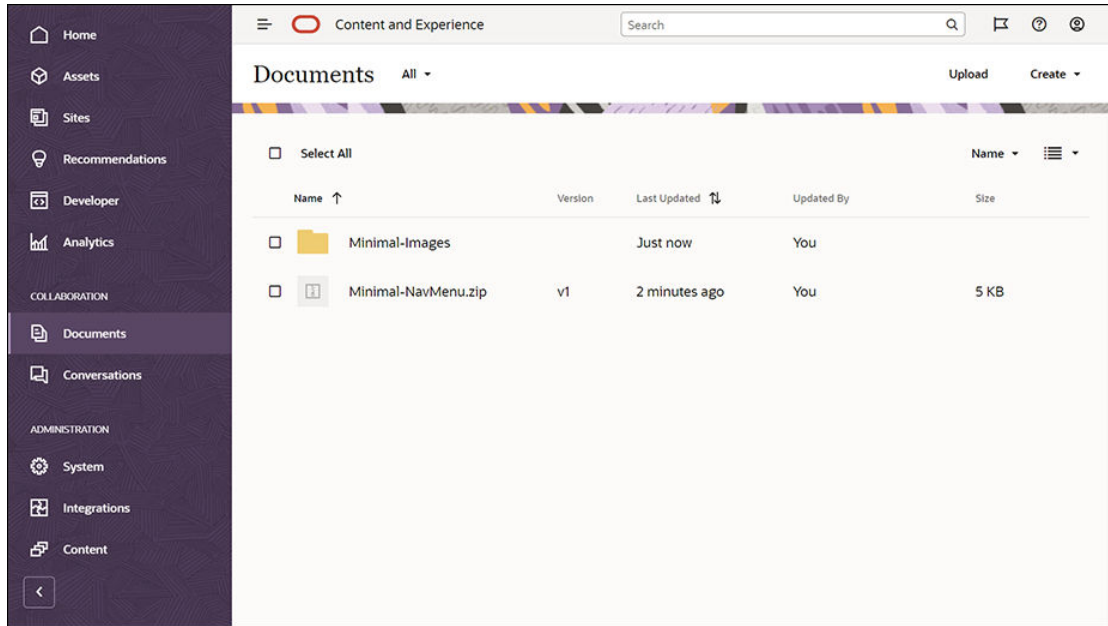 Home
Assets
Sites
Recommendations
Developer
Analytics
COLLABORATION
Documents
Conversations
ADMINISTRATION
System
Integrations
Content
Content and Experience
Search
Documents All
Upload Create
Select All
Name
Name Version Last Updated Updated By Size
Minimal-Images Just now You
Minimal-NavMenu.zip v1 2 minutes ago You 5 KB